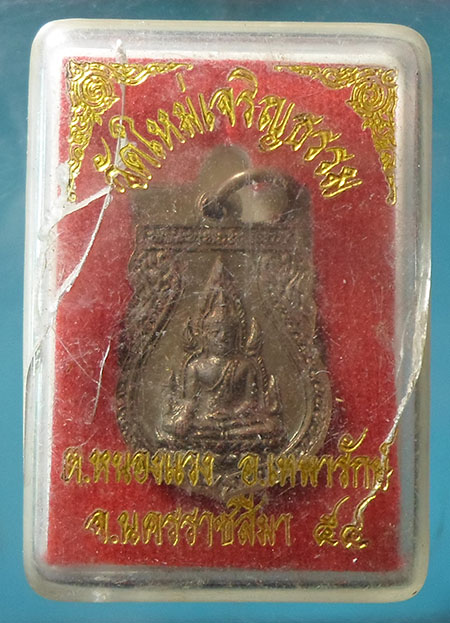 วัดใหม่เจริญธรรม
ต.หนองแวง อ.เทพารักษ์
จ.นครราชสีมา ๕๔